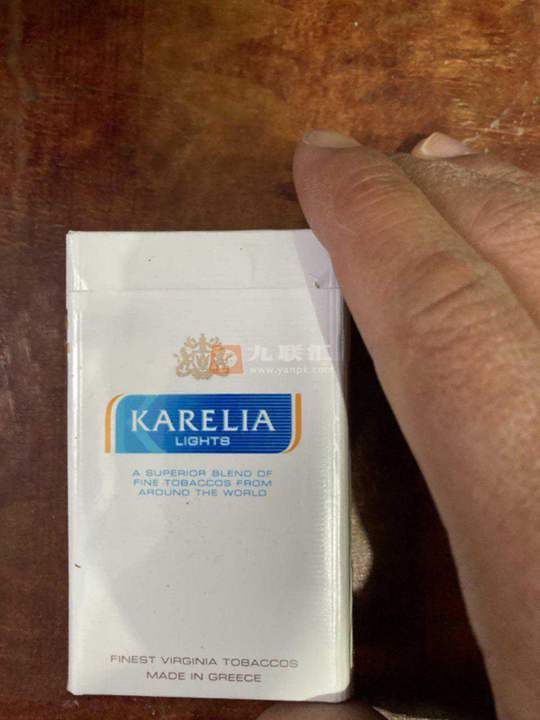 九联汇
www.yanpk.com
KARELIA
LIGHTS
A SUPERIOR BLEND OF
FINE TOBACCOS FROM
AROUND THE WORLD
FINEST VIRGINIA TOBACCOS
MADE IN GREECE